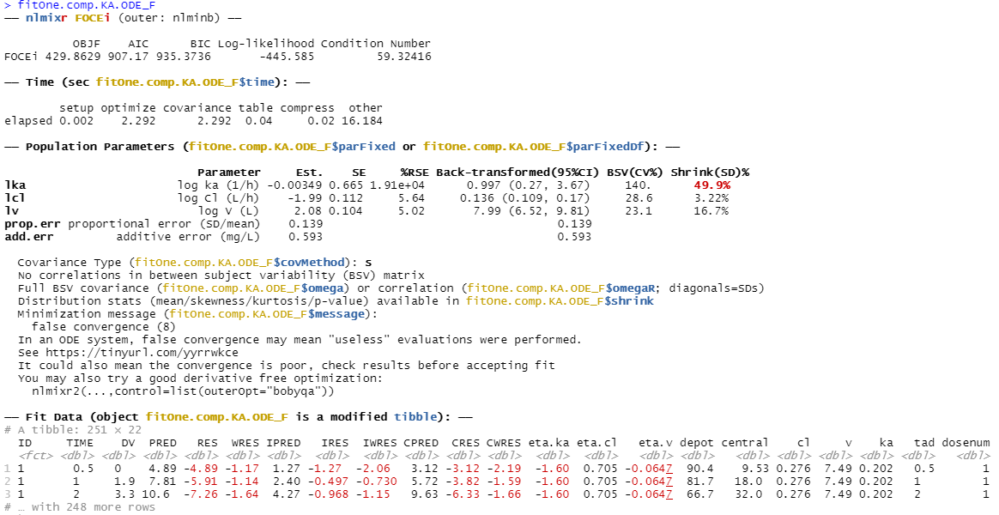 > fitOne.comp.KA.ODE_F
── nlmixr FOCEi (outer: nlminb) ──
OBJF AIC BIC Log-likelihood Condition Number
FOCEi 429.8629 907.17 935.3736 -445.585 59.32416
── Time (sec fitOne.comp.KA.ODE_F$time): ──
setup optimize covariance table compress other
elapsed 0.002 2.292 2.292 0.04 0.02 16.184
── Population Parameters (fitOne.comp.KA.ODE_F$parFixed or fitOne.comp.KA.ODE_F$parFixedDf): ──
Parameter Est. SE %RSE Back-transformed(95%CI) BSV(CV%) Shrink(SD)%
lka log ka (1/h) -0.00349 0.665 1.91e+04 0.997 (0.27, 3.67) 140. 49.9%
lcl log Cl (L/h) -1.99 0.112 5.64 0.136 (0.109, 0.17) 28.6 3.22%
lv log V (L) 2.08 0.104 5.02 7.99 (6.52, 9.81) 23.1 16.7%
prop.err proportional error (SD/mean) 0.139 0.139
add.err additive error (mg/L) 0.593 0.593
Covariance Type (fitOne.comp.KA.ODE_F$covMethod): s
No correlations in between subject variability (BSV) matrix
Full BSV covariance (fitOne.comp.KA.ODE_F$omega) or correlation (fitOne.comp.KA.ODE_F$omegaR; diagonals=SDs)
Distribution stats (mean/skewness/kurtosis/p-value) available in fitOne.comp.KA.ODE_F$shrink
Minimization message (fitOne.comp.KA.ODE_F$message):
false convergence (8)
In an ODE system, false convergence may mean "useless" evaluations were performed.
See https://tinyurl.com/yyrrwkce
It could also mean the convergence is poor, check results before accepting fit
You may also try a good derivative free optimization:
nlmixr2(...,control=list(outerOpt="bobyqa"))
── Fit Data (object fitOne.comp.KA.ODE_F is a modified tibble): ──
# A tibble: 251 × 22
ID TIME DV PRED RES WRES IPRED IRES IWRES CPRED CRES CWRES eta.ka eta.cl eta.v depot central cl v ka tad dosenum
<fct> <dbl> <dbl> <dbl> <dbl> <dbl> <dbl> <dbl> <dbl> <dbl> <dbl> <dbl> <dbl> <dbl> <dbl> <dbl> <dbl> <dbl> <dbl> <dbl> <dbl> <dbl>
1 1 0.5 0 4.89 -4.89 -1.17 1.27 -1.27 -2.06 3.12 -3.12 -2.19 -1.60 0.705 -0.0647 90.4 9.53 0.276 7.49 0.202 0.5 1
2 1 1 1.9 7.81 -5.91 -1.14 2.40 -0.497 -0.730 5.72 -3.82 -1.59 -1.60 0.705 -0.0647 81.7 18.0 0.276 7.49 0.202 1 1
3 1 2 3.3 10.6 -7.26 -1.64 4.27 -0.968 -1.15 9.63 -6.33 -1.66 -1.60 0.705 -0.0647 66.7 32.0 0.276 7.49 0.202 2 1
# … with 248 more rows